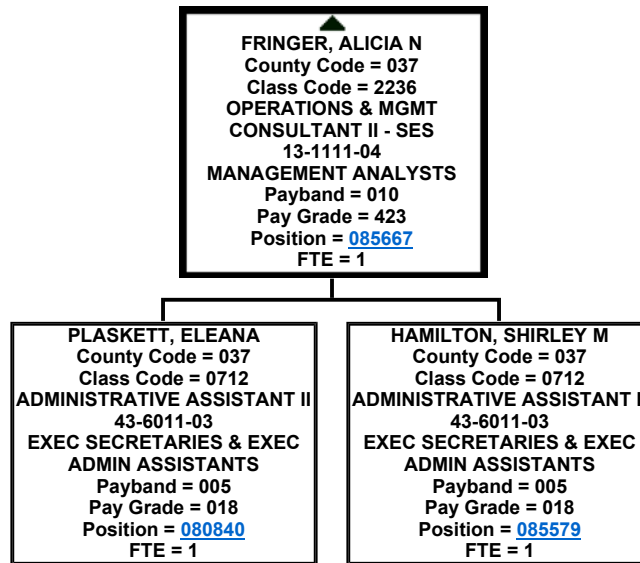 FRINGER, ALICIA N
County Code = 037
Class Code = 2236
OPERATIONS & MGMT
CONSULTANT II - SES
13-1111-04
MANAGEMENT ANALYSTS
Payband = 010
Pay Grade = 423
Position = 085667
FTE = 1
PLASKETT, ELEANA
County Code = 037
Class Code = 0712
ADMINISTRATIVE ASSISTANT II
43-6011-03
EXEC SECRETARIES & EXEC
ADMIN ASSISTANTS
Payband = 005
Pay Grade = 018
Position = 080840
FTE = 1
HAMILTON, SHIRLEY M
County Code = 037
Class Code = 0712
ADMINISTRATIVE ASSISTANT
43-6011-03
EXEC SECRETARIES & EXEC
ADMIN ASSISTANTS
Payband = 005
Pay Grade = 018
Position = 085579
FTE = 1